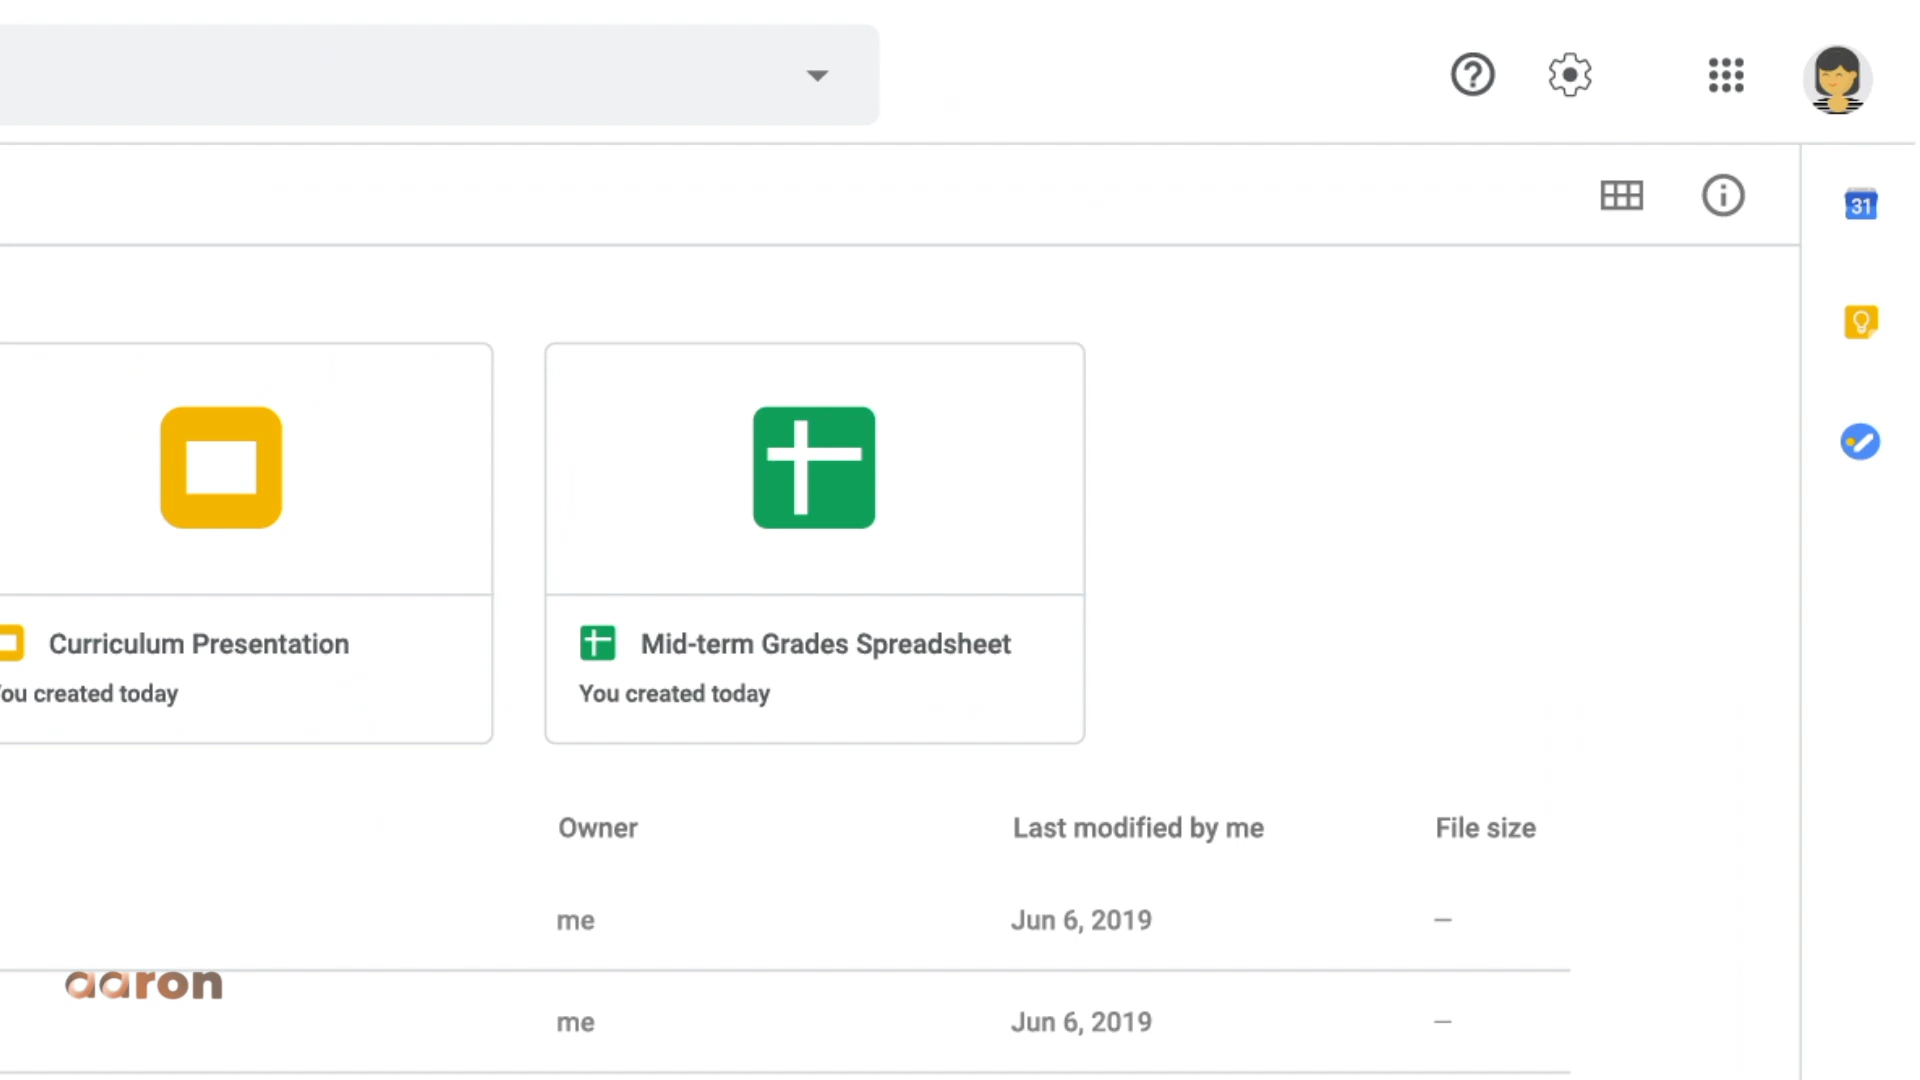 31
Curriculum Presentation
Mid-term Grades Spreadsheet
ou created today
You created today
Owner Last modified by me File size
me Jun 6, 2019 —
aaron
me Jun 6, 2019 —